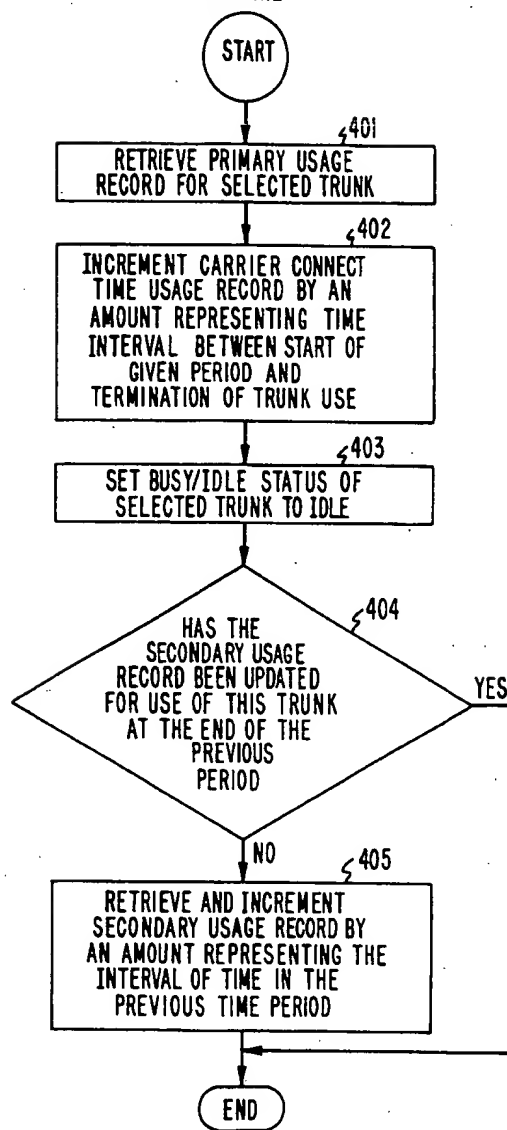 START
401
RETRIEVE PRIMARY USAGE
RECORD FOR SELECTED TRUNK
402
INCREMENT CARRIER CONNECT
TIME USAGE RECORD BY AN
AMOUNT REPRESENTING TIME
INTERVAL BETWEEN START OF
GIVEN PERIOD AND
TERMINATION OF TRUNK USE
403
SET BUSY/IDLE STATUS OF
SELECTED TRUNK TO IDLE
404
HAS THE
SECONDARY USAGE
RECORD BEEN UPDATED
FOR USE OF THIS TRUNK
AT THE END OF THE
PREVIOUS
PERIOD
YES
NO
405
RETRIEVE AND INCREMENT
SECONDARY USAGE RECORD BY
AN AMOUNT REPRESENTING THE
INTERVAL OF TIME IN THE
PREVIOUS TIME PERIOD
END